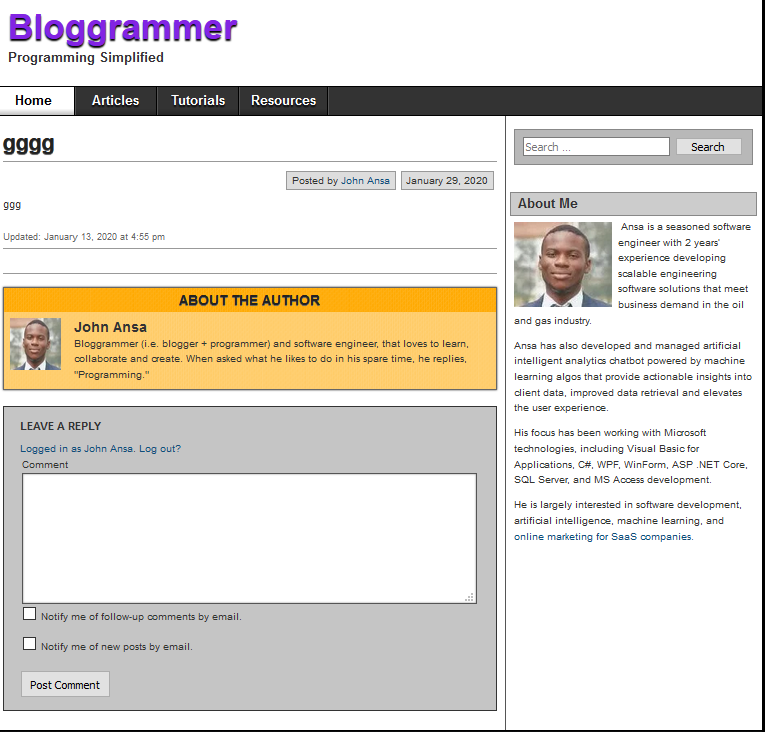 Bloggrammer
Programming Simplified
Home Articles Tutorials Resources
gggg
Posted by John Ansa January 29, 2020
ggg
Updated: January 13, 2020 at 4:55 pm
ABOUT THE AUTHOR
John Ansa
Bloggrammer (i.e. blogger + programmer) and software engineer, that loves to learn,
collaborate and create. When asked what he likes to do in his spare time, he replies,
"Programming."
LEAVE A REPLY
Logged in as John Ansa. Log out?
Comment
Notify me of follow-up comments by email.
Notify me of new posts by email.
Post Comment
Search ... Search
About Me
Ansa is a seasoned software
engineer with 2 years'
experience developing
scalable engineering
software solutions that meet
business demand in the oil
and gas industry.
Ansa has also developed and managed artificial
intelligent analytics chatbot powered by machine
learning algos that provide actionable insights into
client data, improved data retrieval and elevates
the user experience.
His focus has been working with Microsoft
technologies, including Visual Basic for
Applications, C#, WPF, WinForm, ASP .NET Core,
SQL Server, and MS Access development.
He is largely interested in software development,
artificial intelligence, machine learning, and
online marketing for SaaS companies.